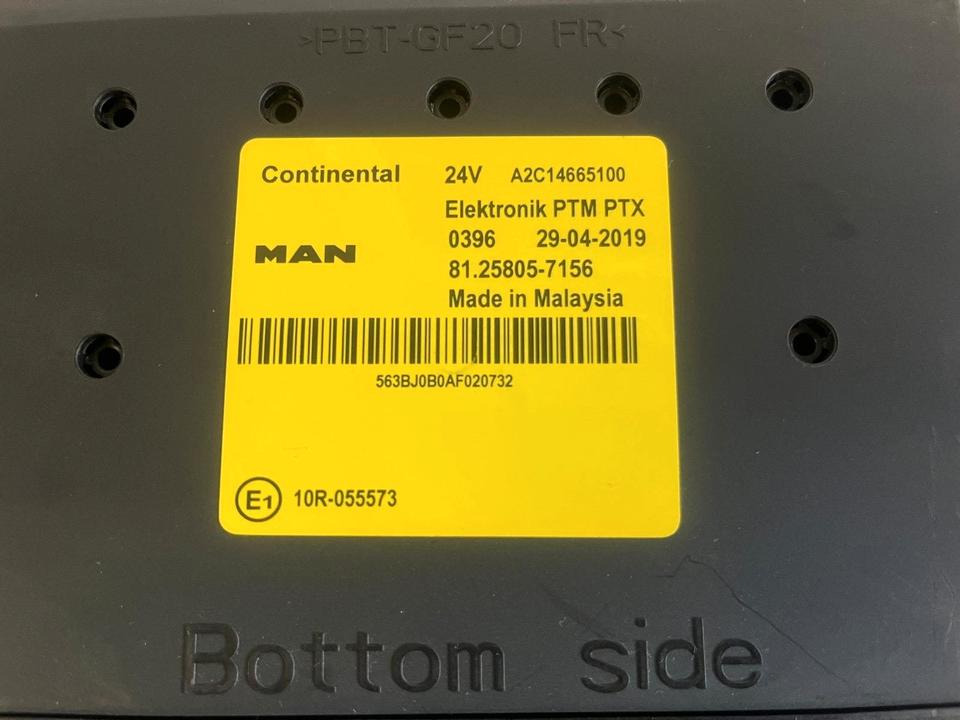 >PBT-GF20 FR<
Continental 24V A2C14665100
Elektronik PTM PTX
0396 29-04-2019
MAN
81.25805-7156
Made in Malaysia
563BJ0B0AF020732
E1 10R-055573
Bottom side